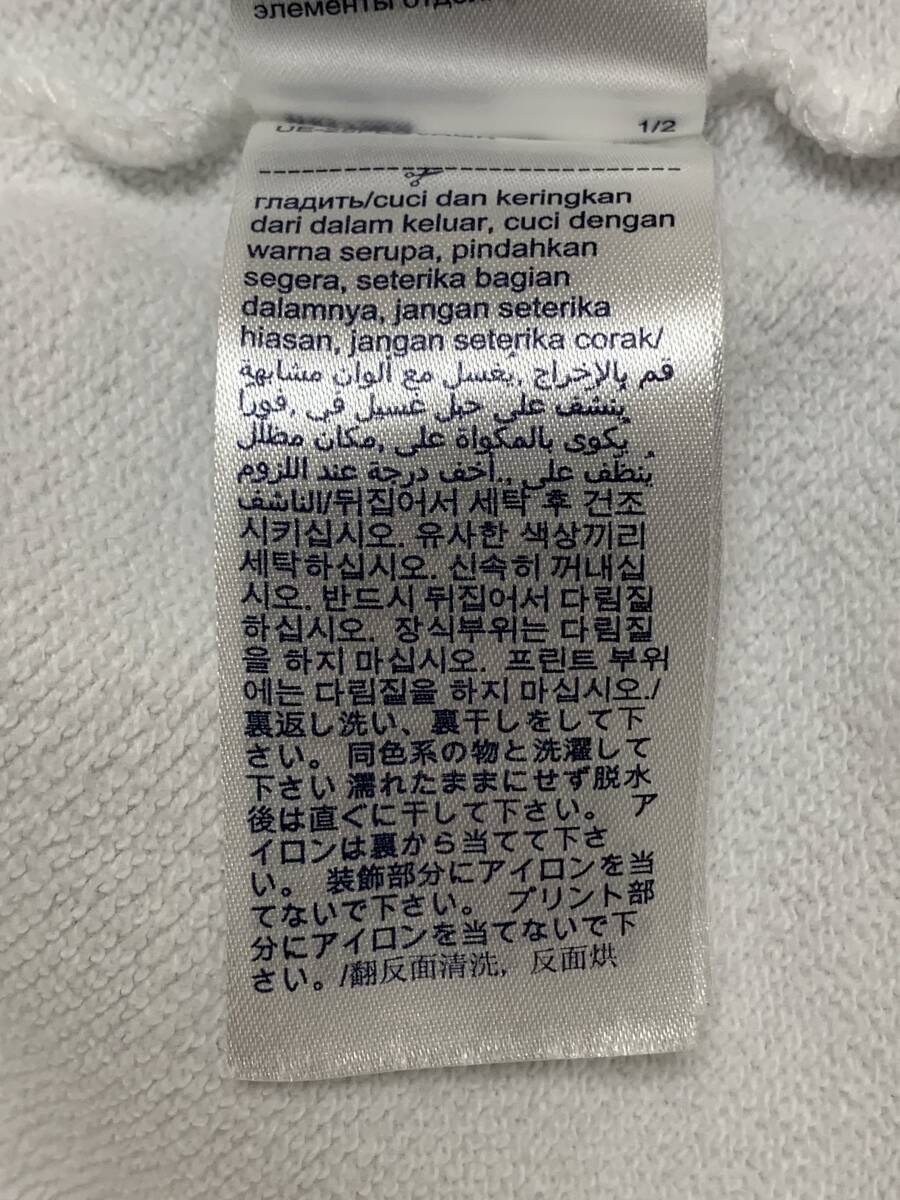 элементы
1/2
гладить/cuci dan keringkan
dari dalam keluar, cuci dengan
warna serupa, pindahkan
segera, seterika bagian
dalamnya, jangan seterika
hiasan, jangan seterika corak/
قم بالإخراج ,يُغسل مع ألوان مشابهة
يُنشف على حبل غسيل في ,فورا
يُكوى بالمكواة على ,مكان مظلل
يُنظّف على ,.أخف درجة عند اللزوم
الناشف/뒤집어서 세탁 후 건조
시키십시오. 유사한 색상끼리
세탁하십시오. 신속히 꺼내십
시오. 반드시 뒤집어서 다림질
하십시오. 장식부위는 다림질
을 하지 마십시오. 프린트 부위
에는 다림질을 하지 마십시오./
裏返し洗い、裏干しをして下
さい。 同色系の物と洗濯して
下さい 濡れたままにせず脱水
後は直ぐに干して下さい。 ア
イロンは裏から当てて下さ
い。 装飾部分にアイロンを当
てないで下さい。 プリント部
分にアイロンを当てないで下
さい。/翻反面清洗，反面烘